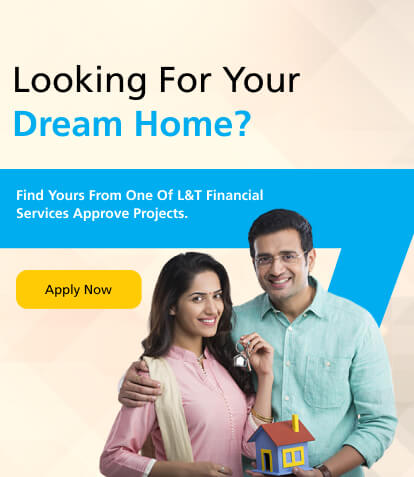 Looking For Your
Dream Home?
Find Yours From One Of L&T Financial
Services Approve Projects.
Apply Now